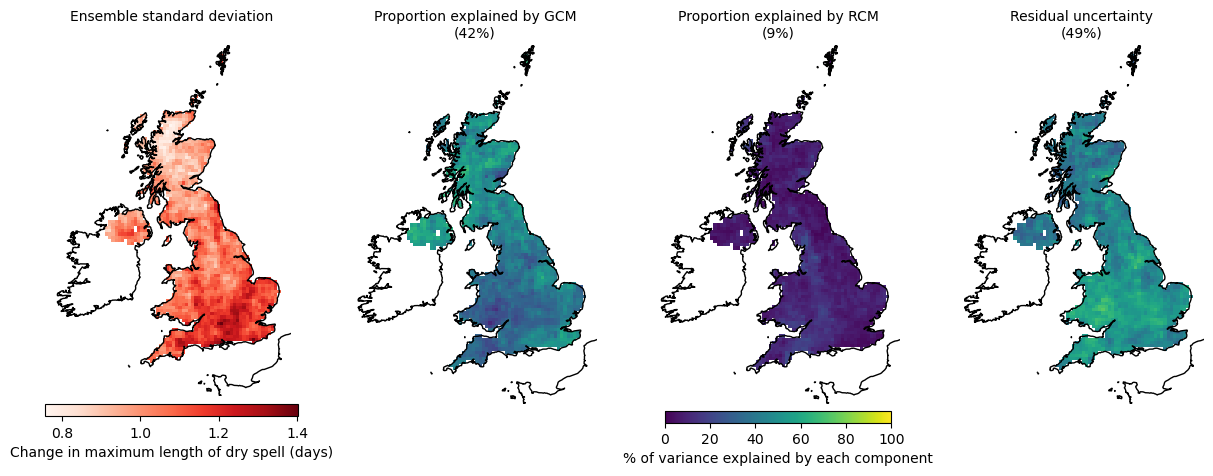 Ensemble standard deviation
Proportion explained by GCM
(42%)
Proportion explained by RCM
(9%)
Residual uncertainty
(49%)
0.8 1.0 1.2 1.4
Change in maximum length of dry spell (days)
0 20 40 60 80 100
% of variance explained by each component